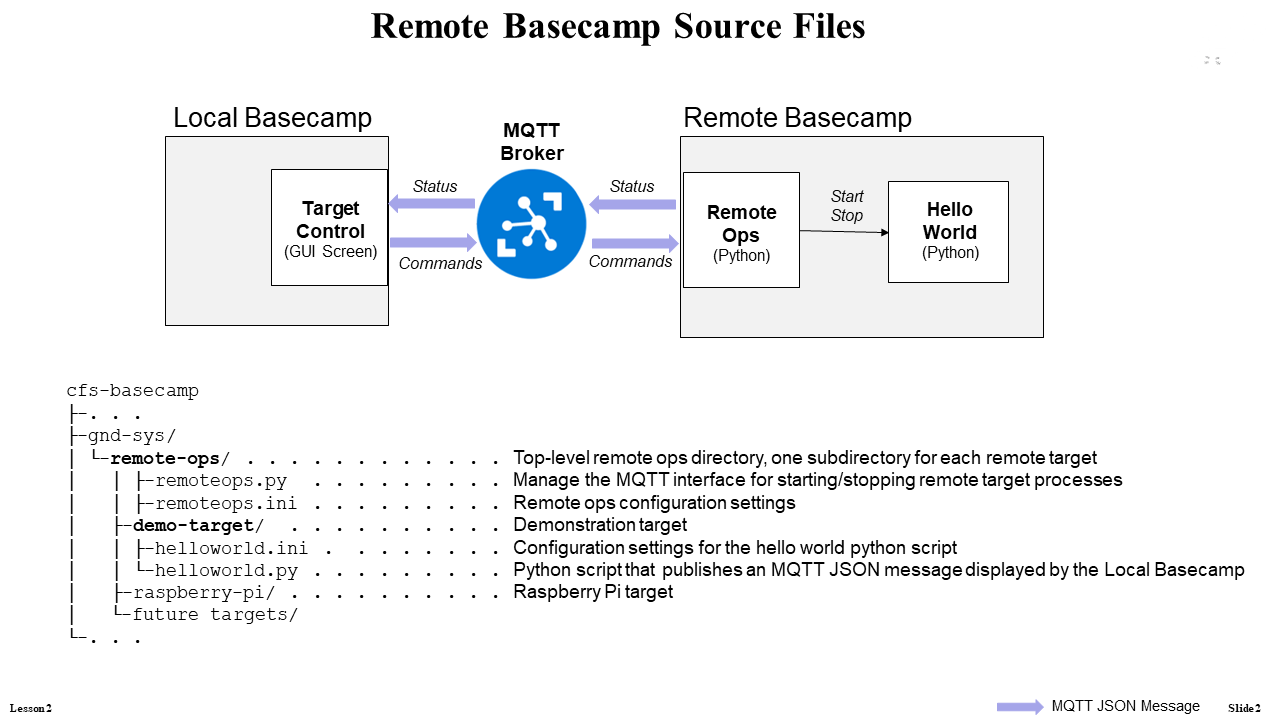 Remote Basecamp Source Files
Local Basecamp
MQTT
Broker
Remote Basecamp
Status
Status
Target
Control
(GUI Screen)
Commands
Commands
Remote
Ops
(Python)
Start
Stop
Hello
World
(Python)
cfs-basecamp
├-. . .
├-gnd-sys/
│ └-remote-ops/ . . . . . . . . . . . . Top-level remote ops directory, one subdirectory for each remote target
│   │ ├-remoteops.py . . . . . . . . . Manage the MQTT interface for starting/stopping remote target processes
│   │ ├-remoteops.ini . . . . . . . . . Remote ops configuration settings
│   ├-demo-target/ . . . . . . . . . . Demonstration target
│   │ ├-helloworld.ini . . . . . . . . Configuration settings for the hello world python script
│   │ └-helloworld.py . . . . . . . . . Python script that publishes an MQTT JSON message displayed by the Local Basecamp
│   ├-raspberry-pi/ . . . . . . . . . . Raspberry Pi target
│   └-future targets/
└-. . .
Lesson 2
MQTT JSON Message
Slide 2